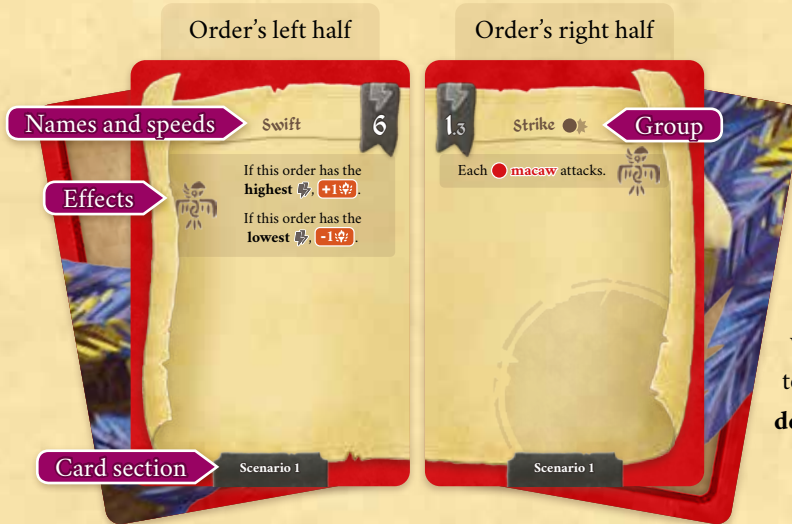 Order's left half
Order's right half
Names and speeds
Swift
6
1.3
Strike
Group
Effects
If this order has the
highest , +1 .
If this order has the
lowest , -1 .
Each macaw attacks.
Card section
Scenario 1
Scenario 1